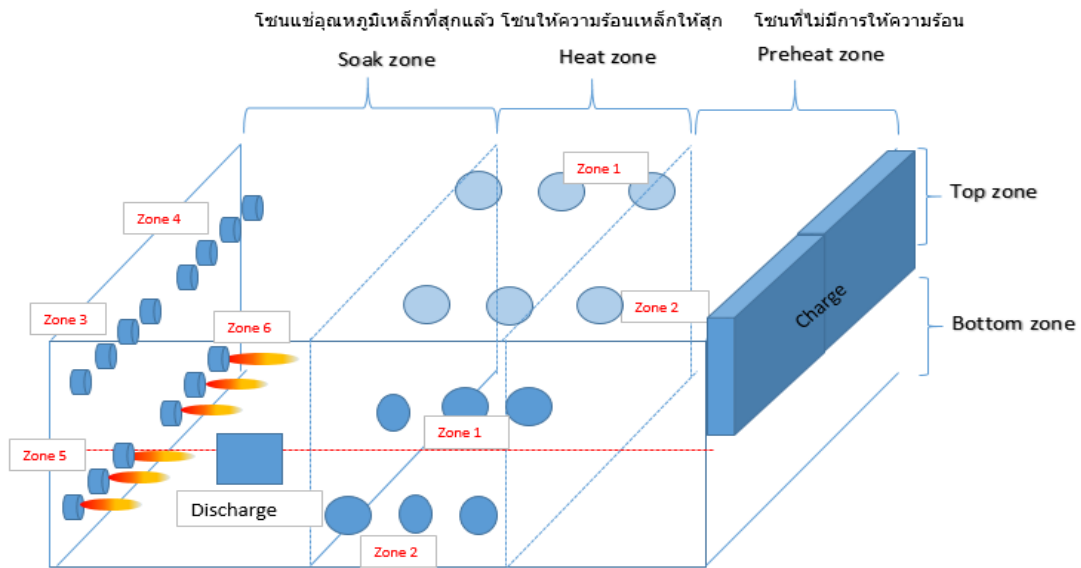 โซนแช่อุณหภูมิเหล็กที่สุกแล้ว โซนให้ความร้อนเหล็กให้สุก โซนที่ไม่มีการให้ความร้อน
Soak zone Heat zone Preheat zone
Zone 1
Top zone
Zone 4
Zone 3
Zone 6
Zone 2
Charge
Bottom zone
Zone 1
Zone 5
Discharge
Zone 2